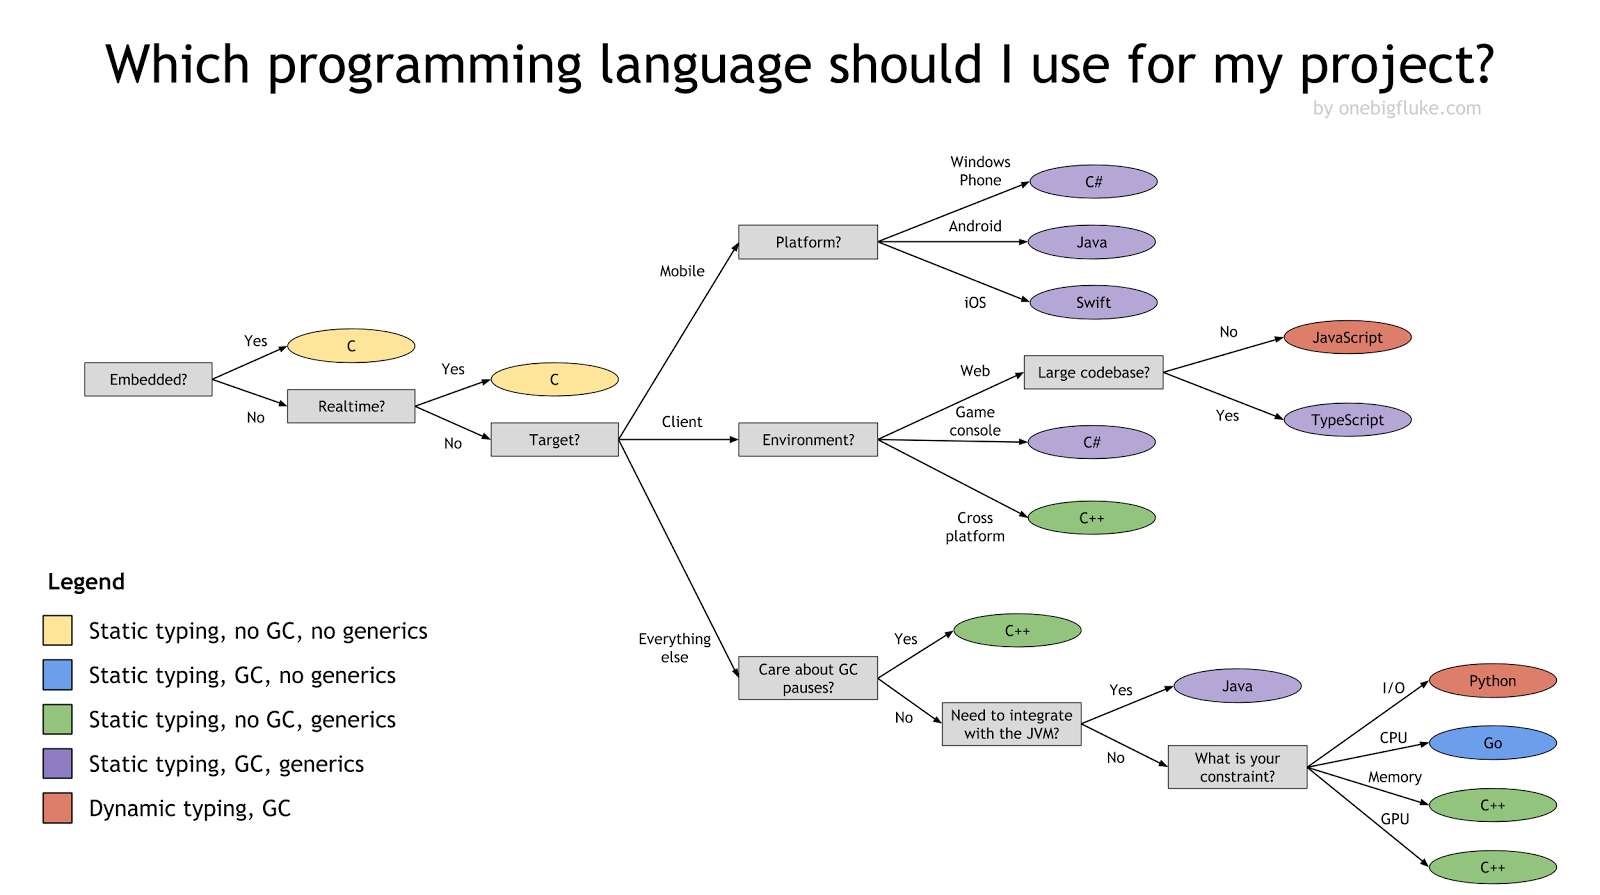 Which programming language should I use for my project?
by onebigfluke.com
Embedded?
Yes
C
No
Realtime?
Yes
C
No
Target?
Mobile
Platform?
Windows
Phone
C#
Android
Java
iOS
Swift
Client
Environment?
Web
Large codebase?
No
JavaScript
Yes
TypeScript
Game
console
C#
Cross
platform
C++
Everything
else
Care about GC
pauses?
Yes
C++
No
Need to integrate
with the JVM?
Yes
Java
No
What is your
constraint?
I/O
Python
CPU
Go
Memory
C++
GPU
C++
Legend
Static typing, no GC, no generics
Static typing, GC, no generics
Static typing, no GC, generics
Static typing, GC, generics
Dynamic typing, GC